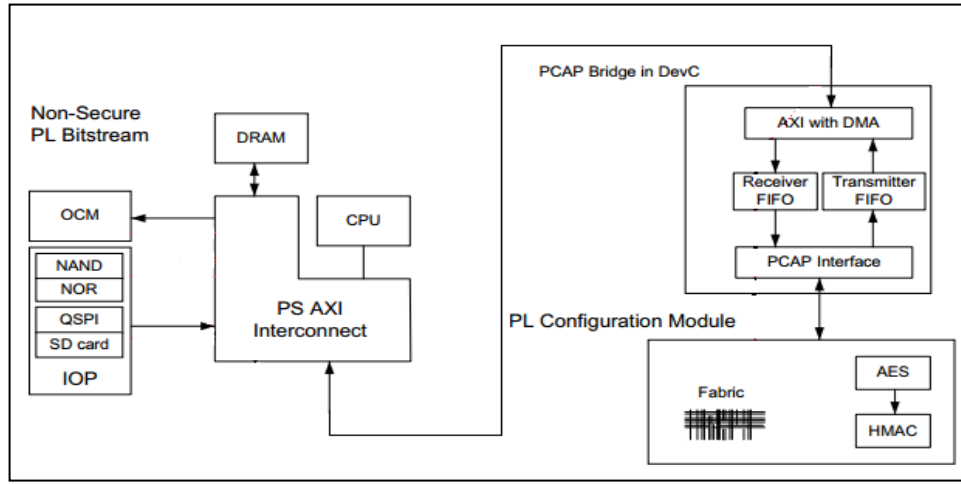 PCAP Bridge in DevC
Non-Secure
PL Bitstream
DRAM
AXI with DMA
OCM
CPU
Receiver
FIFO
Transmitter
FIFO
NAND
NOR
QSPI
SD card
IOP
PS AXI
Interconnect
PCAP Interface
PL Configuration Module
Fabric
AES
HMAC